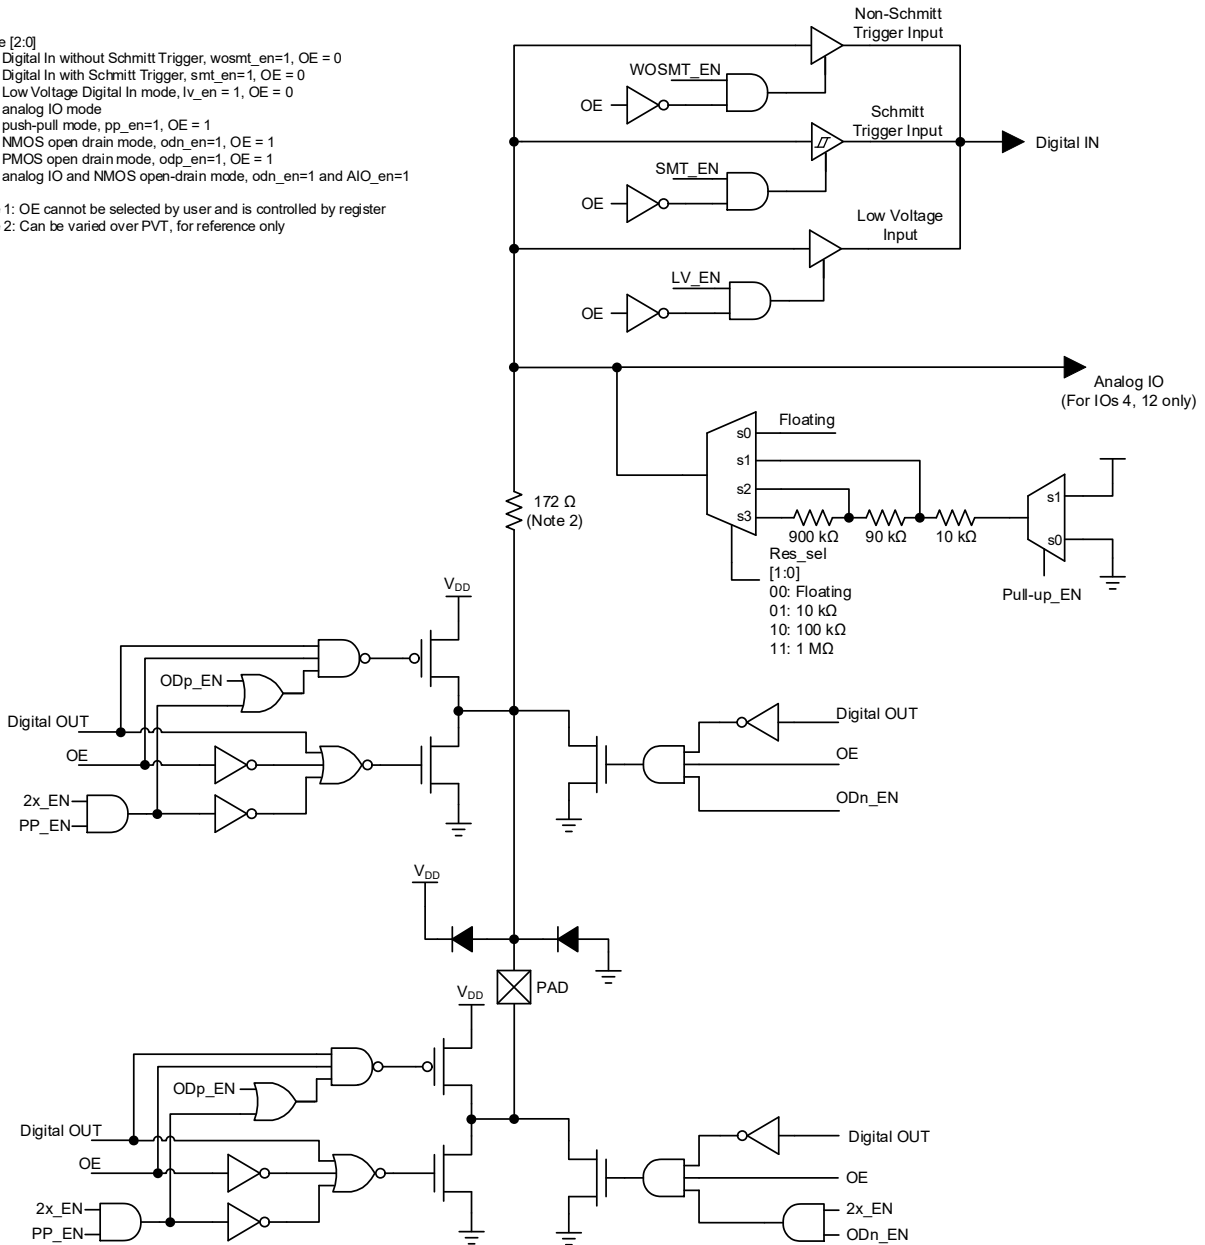 e [2:0]
Digital In without Schmitt Trigger, wosmt_en=1, OE = 0
Digital In with Schmitt Trigger, smt_en=1, OE = 0
Low Voltage Digital In mode, lv_en = 1, OE = 0
analog IO mode
push-pull mode, pp_en=1, OE = 1
NMOS open drain mode, odn_en=1, OE = 1
PMOS open drain mode, odp_en=1, OE = 1
analog IO and NMOS open-drain mode, odn_en=1 and AIO_en=1
1: OE cannot be selected by user and is controlled by register
2: Can be varied over PVT, for reference only
Non-Schmitt
Trigger Input
WOSMT_EN
OE
Schmitt
Trigger Input
Digital IN
SMT_EN
OE
Low Voltage
Input
LV_EN
OE
Analog IO
(For IOs 4, 12 only)
s0
Floating
s1
s2
s3
900 kΩ
90 kΩ
10 kΩ
s1
s0
Pull-up_EN
Res_sel
[1:0]
00: Floating
01: 10 kΩ
10: 100 kΩ
11: 1 MΩ
172 Ω
(Note 2)
VDD
ODp_EN
Digital OUT
OE
2x_EN
PP_EN
Digital OUT
OE
ODn_EN
VDD
PAD
VDD
ODp_EN
Digital OUT
OE
2x_EN
PP_EN
Digital OUT
OE
2x_EN
ODn_EN